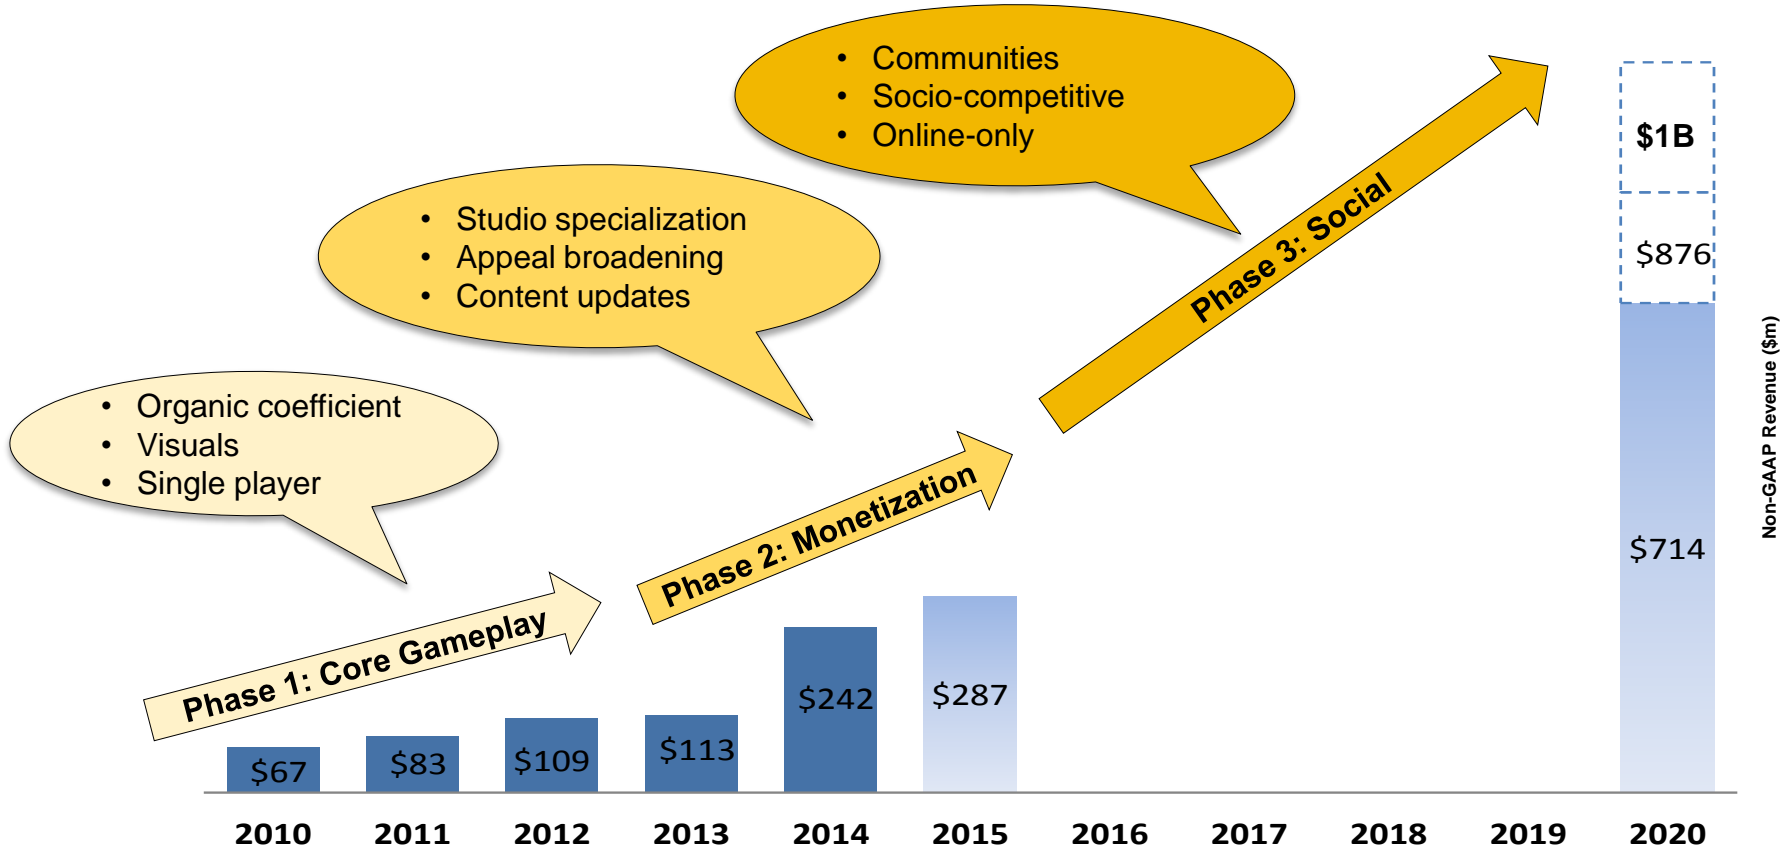 • Communities
• Socio-competitive
• Online-only
• Studio specialization
• Appeal broadening
• Content updates
• Organic coefficient
• Visuals
• Single player
Phase 1: Core Gameplay
Phase 2: Monetization
Phase 3: Social
$67
$83
$109
$113
$242
$287
$1B
$876
$714
Non-GAAP Revenue ($m)
2010 2011 2012 2013 2014 2015 2016 2017 2018 2019 2020